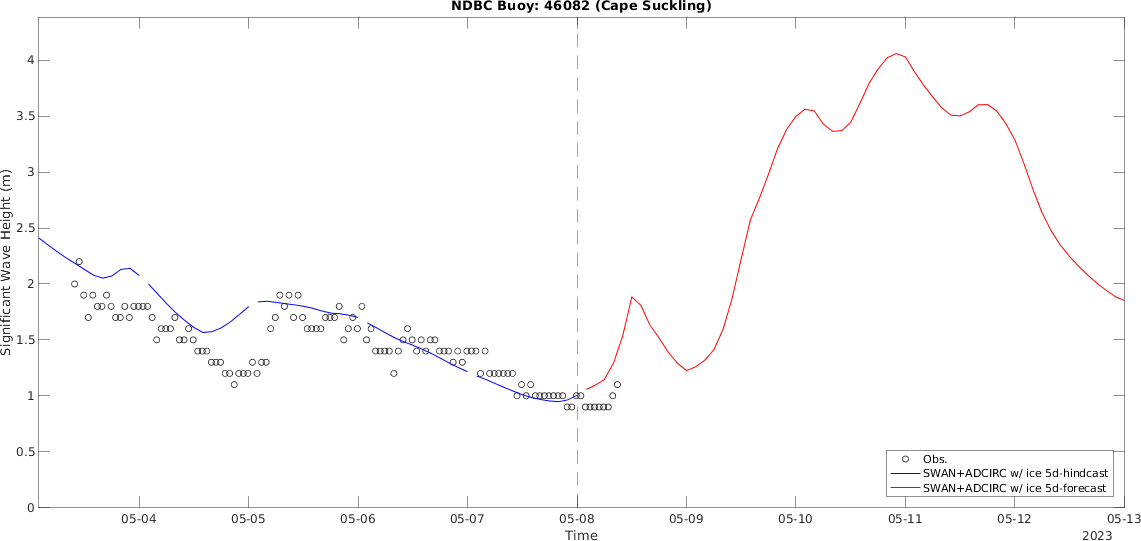 NDBC Buoy: 46082 (Cape Suckling)
Significant Wave Height (m)
4
3.5
3
2.5
2
1.5
1
0.5
0
Obs.
SWAN+ADCIRC w/ ice 5d-hindcast
SWAN+ADCIRC w/ ice 5d-forecast
05-04 05-05 05-06 05-07 05-08 05-09 05-10 05-11 05-12 05-13
Time
2023